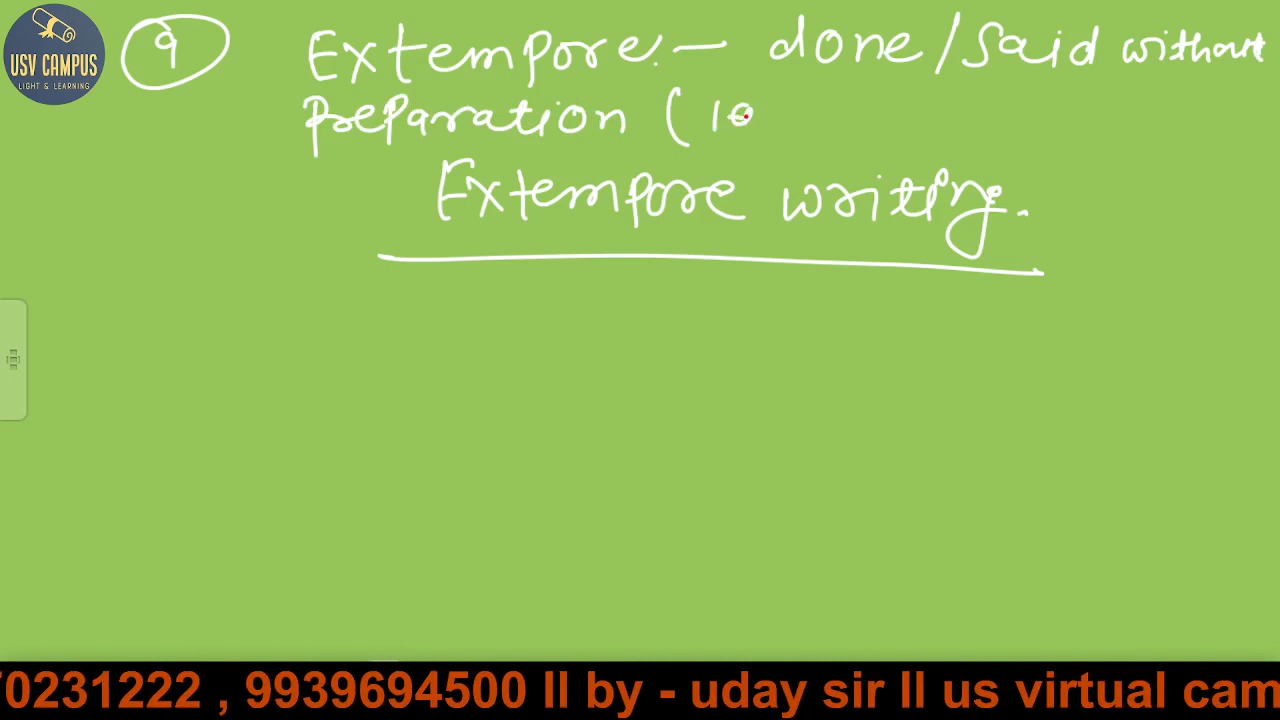 USV CAMPUS
LIGHT & LEARNING
9 Extempore:- done/Said without
preparation (10
Extempore writing.
70231222 , 9939694500 ll by - uday sir ll us virtual cam